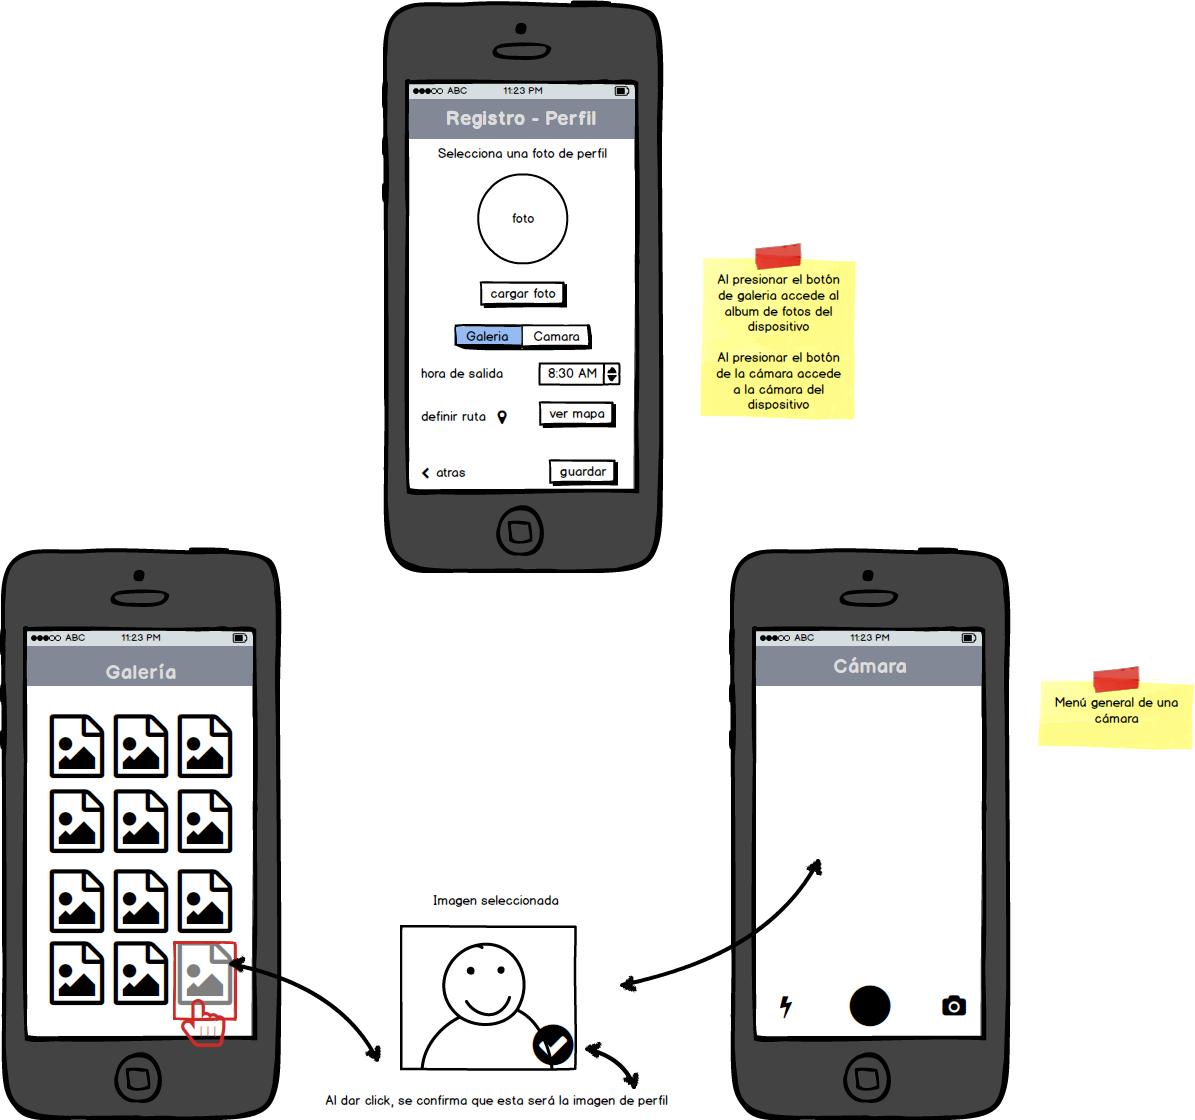 ABC 11:23 PM
Registro - Perfil
Selecciona una foto de perfil
foto
cargar foto
Galeria Camara
hora de salida 8:30 AM
definir ruta ver mapa
atras guardar
Al presionar el botón
de galeria accede al
album de fotos del
dispositivo
Al presionar el botón
de la cámara accede
a la cámara del
dispositivo
ABC 11:23 PM
Galería
Imagen seleccionada
Al dar click, se confirma que esta será la imagen de perfil
ABC 11:23 PM
Cámara
Menú general de una
cámara